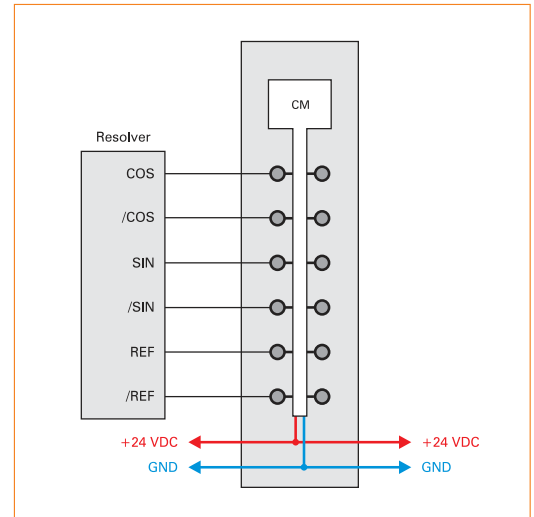 CM
Resolver
COS
/COS
SIN
/SIN
REF
/REF
+24 VDC +24 VDC
GND GND